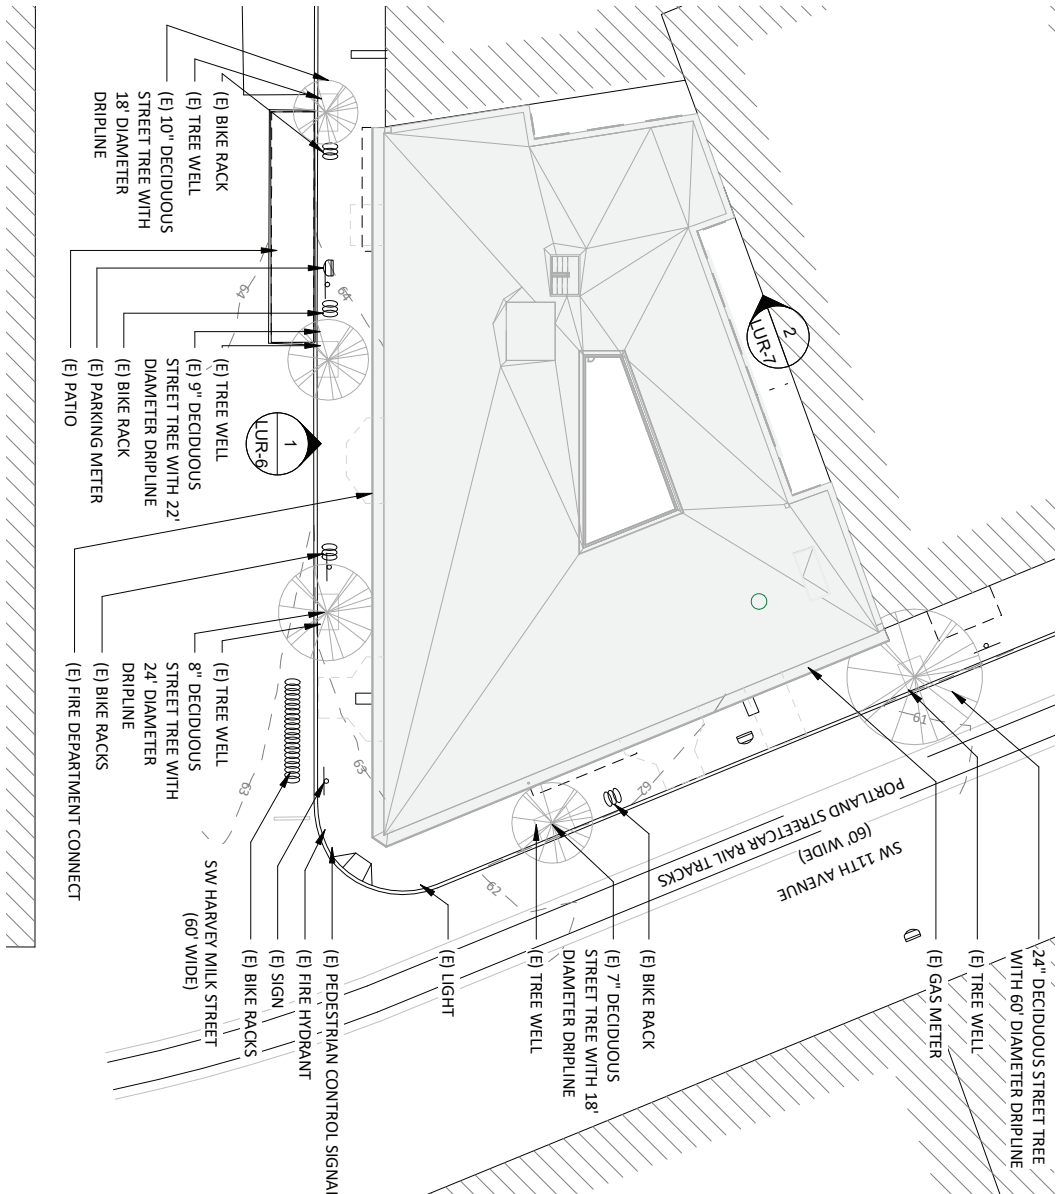 (E) BIKE RACK
(E) TREE WELL
(E) 10" DECIDUOUS
STREET TREE WITH
18' DIAMETER
DRIPLINE
(E) TREE WELL
(E) 9" DECIDUOUS
STREET TREE WITH 22'
DIAMETER DRIPLINE
(E) BIKE RACK
(E) PARKING METER
(E) PATIO
(E) TREE WELL
8" DECIDUOUS
STREET TREE WITH
24' DIAMETER
DRIPLINE
(E) BIKE RACKS
(E) FIRE DEPARTMENT CONNECT
24" DECIDUOUS STREET TREE
WITH 60' DIAMETER DRIPLINE
(E) TREE WELL
(E) GAS METER
(E) BIKE RACK
(E) 7" DECIDUOUS
STREET TREE WITH 18'
DIAMETER DRIPLINE
(E) TREE WELL
(E) LIGHT
(E) PEDESTRIAN CONTROL SIGNAL
(E) FIRE HYDRANT
(E) SIGN
(E) BIKE RACKS
SW HARVEY MILK STREET
(60' WIDE)
PORTLAND STREETCAR RAIL TRACKS
SW 11TH AVENUE
(60' WIDE)
1
LUR-6
2
LUR-7
64
64
63
63
62
62
61